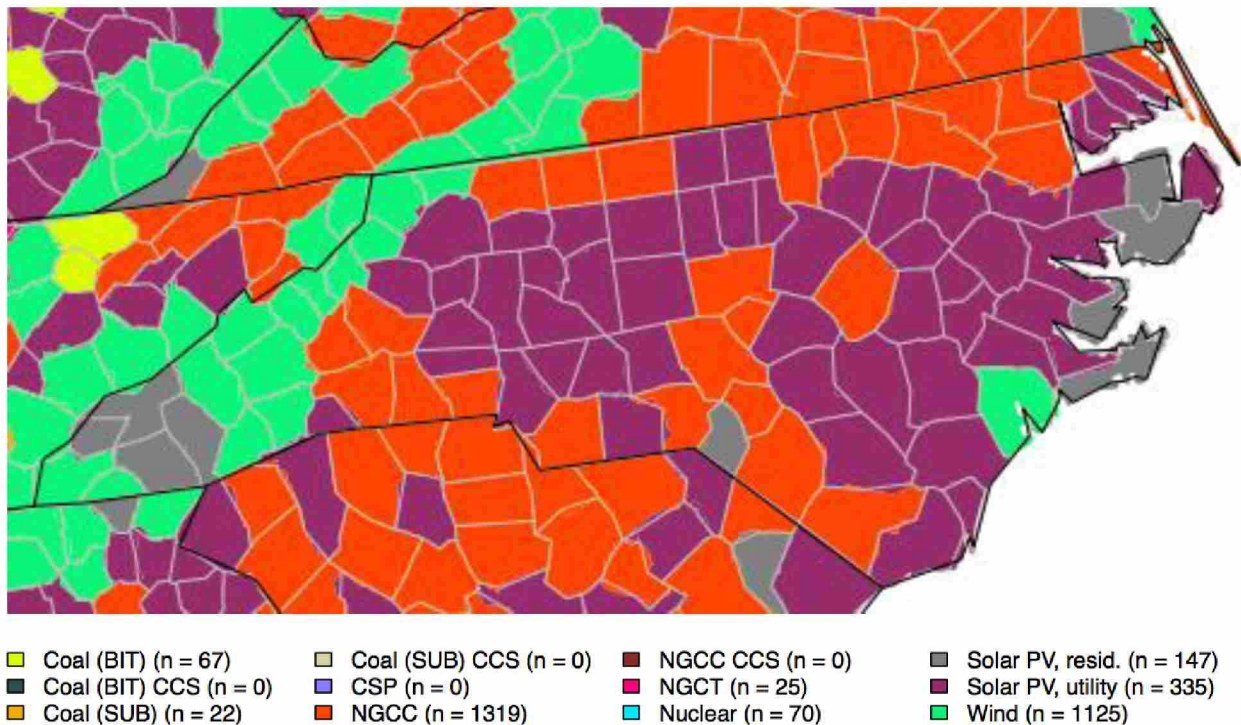 Coal (BIT) (n = 67) Coal (SUB) CCS (n = 0) NGCC CCS (n = 0) Solar PV, resid. (n = 147)
Coal (BIT) CCS (n = 0) CSP (n = 0) NGCT (n = 25) Solar PV, utility (n = 335)
Coal (SUB) (n = 22) NGCC (n = 1319) Nuclear (n = 70) Wind (n = 1125)